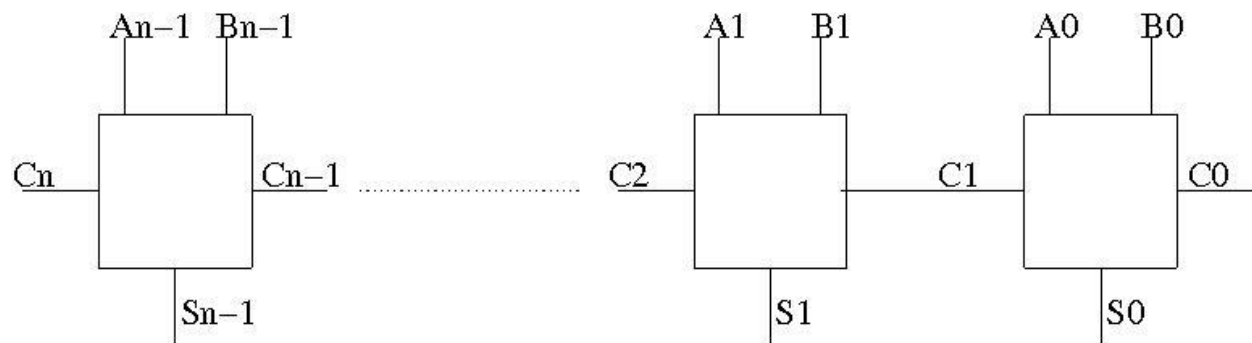 An−1 Bn−1 A1 B1 A0 B0
Cn Cn−1 C2 C1 C0
Sn−1 S1 S0